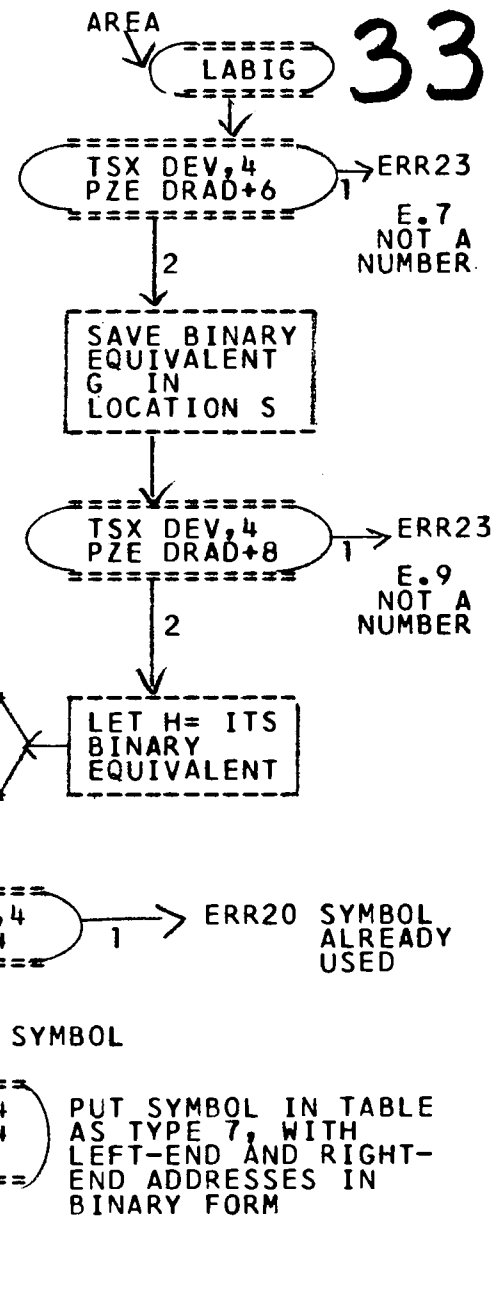 AREA
33
LABIG
TSX DEV,4
PZE DRAD+6
1
ERR23
E.7
NOT A
NUMBER
2
SAVE BINARY
EQUIVALENT
G IN
LOCATION S
TSX DEV,4
PZE DRAD+8
1
ERR23
E.9
NOT A
NUMBER
2
LET H= ITS
BINARY
EQUIVALENT
,4
4
1
ERR20 SYMBOL
ALREADY
USED
SYMBOL
4
4
PUT SYMBOL IN TABLE
AS TYPE 7, WITH
LEFT-END AND RIGHT-
END ADDRESSES IN
BINARY FORM